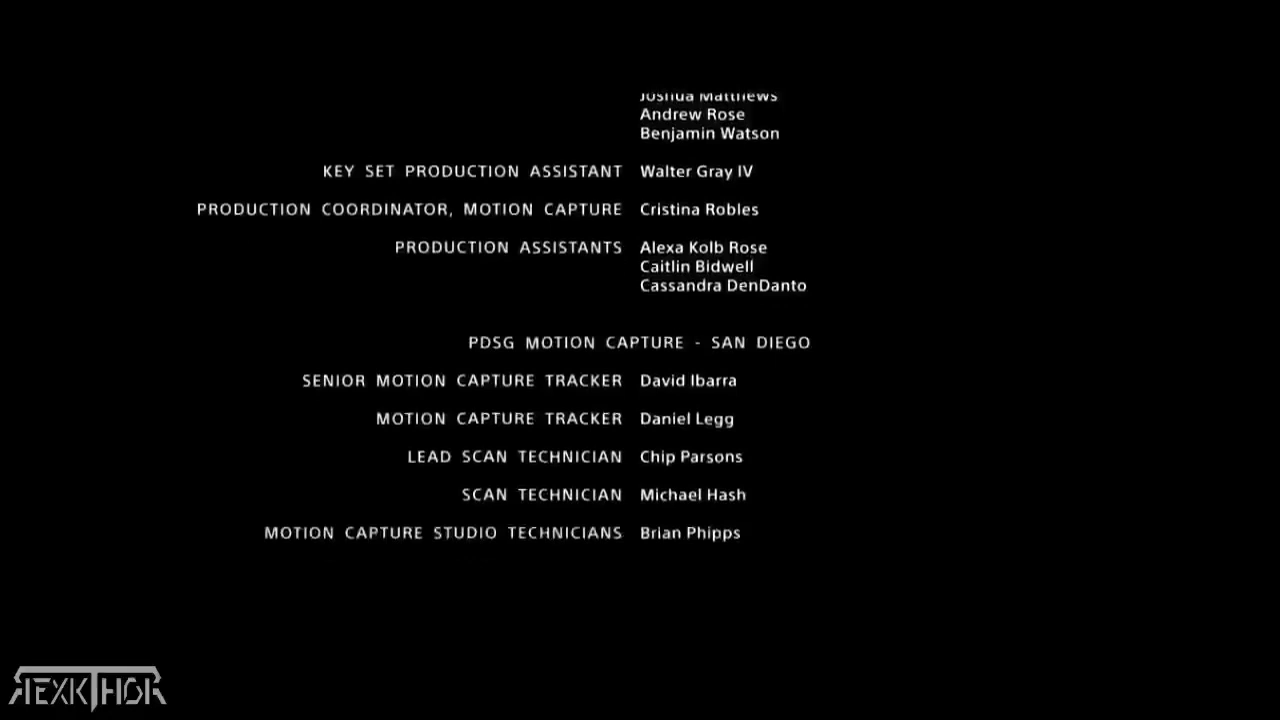 Joshua Matthews
Andrew Rose
Benjamin Watson
KEY SET PRODUCTION ASSISTANT Walter Gray IV
PRODUCTION COORDINATOR, MOTION CAPTURE Cristina Robles
PRODUCTION ASSISTANTS Alexa Kolb Rose
Caitlin Bidwell
Cassandra DenDanto
PDSG MOTION CAPTURE - SAN DIEGO
SENIOR MOTION CAPTURE TRACKER David Ibarra
MOTION CAPTURE TRACKER Daniel Legg
LEAD SCAN TECHNICIAN Chip Parsons
SCAN TECHNICIAN Michael Hash
MOTION CAPTURE STUDIO TECHNICIANS Brian Phipps